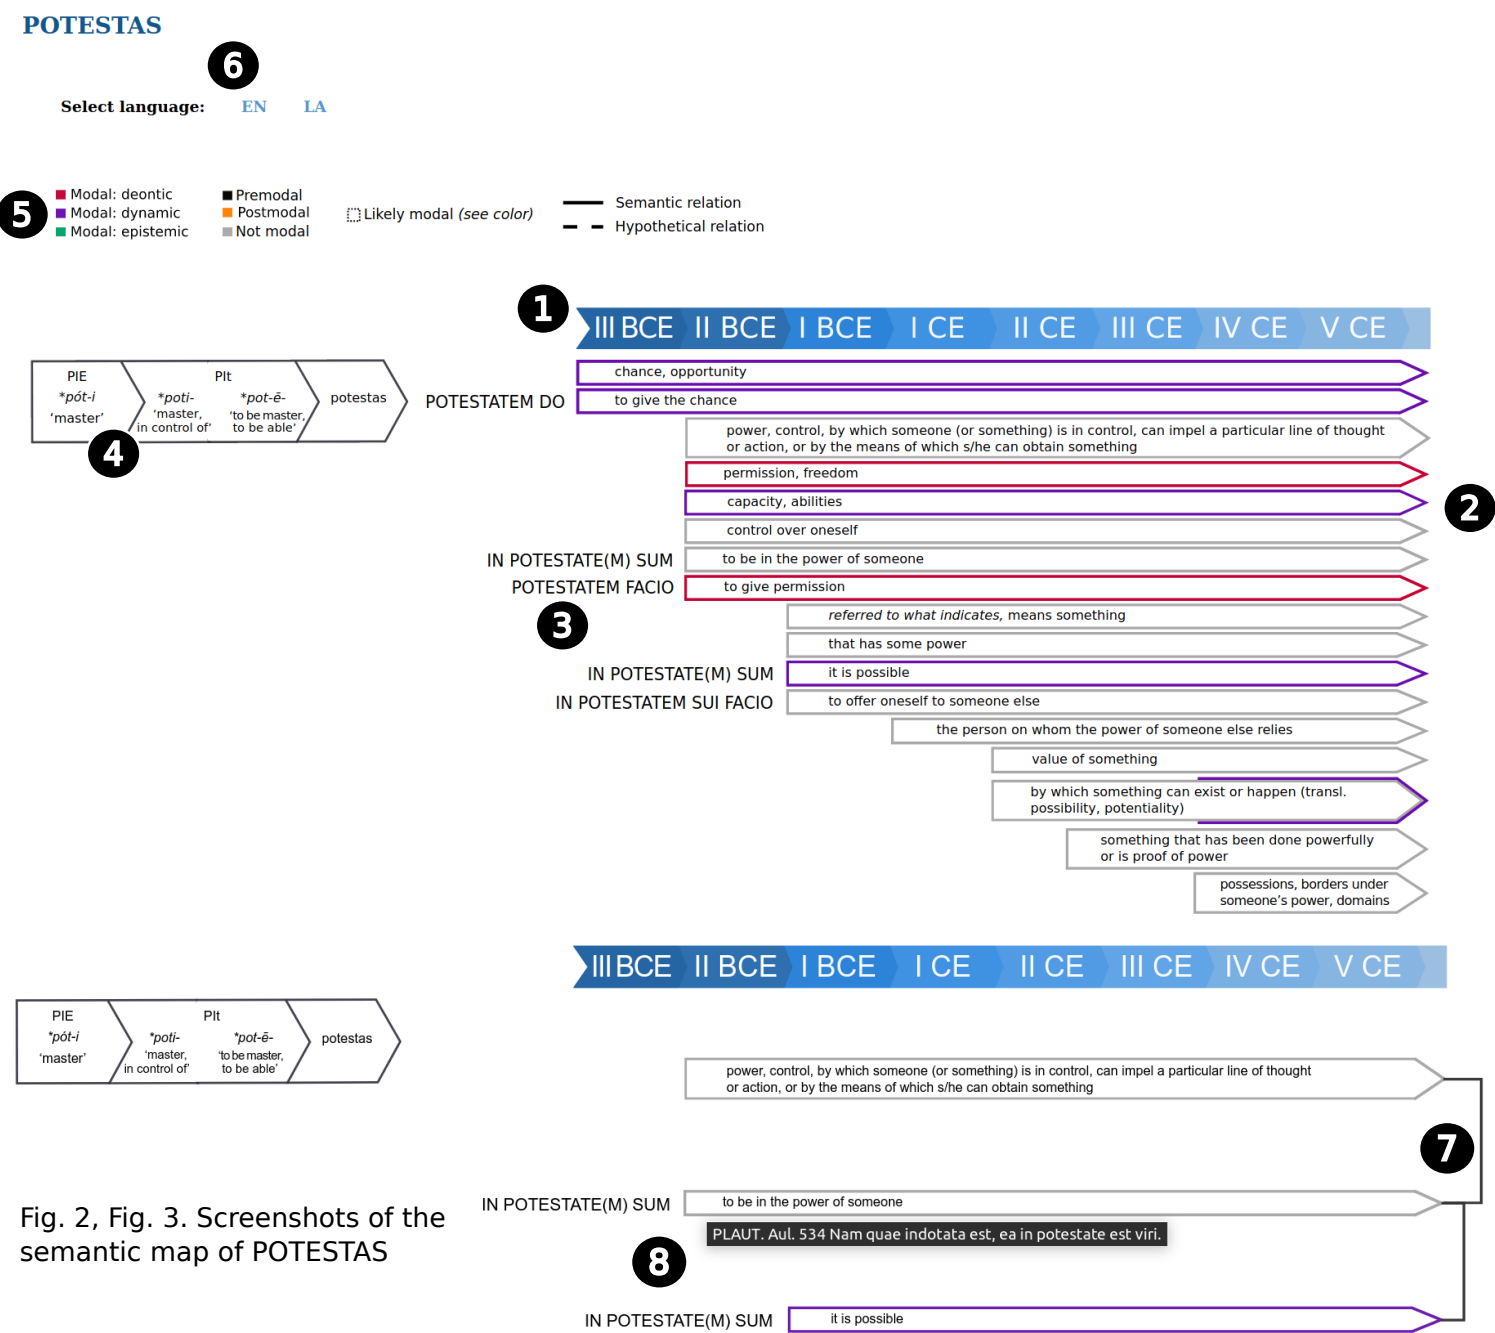 POTESTAS
6
Select language: EN LA
5
Modal: deontic
Modal: dynamic
Modal: epistemic
Premodal
Postmodal
Not modal
Likely modal (see color)
Semantic relation
Hypothetical relation
1
III BCE II BCE I BCE I CE II CE III CE IV CE V CE
PIE
*pót-i
‘master’
PIt
*poti-
‘master,
in control of’
*pot-ē-
‘to be master,
to be able’
potestas
4
chance, opportunity
POTESTATEM DO to give the chance
power, control, by which someone (or something) is in control, can impel a particular line of thought
or action, or by the means of which s/he can obtain something
permission, freedom
capacity, abilities
2
control over oneself
IN POTESTATE(M) SUM to be in the power of someone
POTESTATEM FACIO to give permission
3
referred to what indicates, means something
that has some power
IN POTESTATE(M) SUM it is possible
IN POTESTATEM SUI FACIO to offer oneself to someone else
the person on whom the power of someone else relies
value of something
by which something can exist or happen (transl.
possibility, potentiality)
something that has been done powerfully
or is proof of power
possessions, borders under
someone’s power, domains
III BCE II BCE I BCE I CE II CE III CE IV CE V CE
PIE
*pót-i
‘master’
PIt
*poti-
‘master,
in control of’
*pot-ē-
‘to be master,
to be able’
potestas
power, control, by which someone (or something) is in control, can impel a particular line of thought
or action, or by the means of which s/he can obtain something
7
IN POTESTATE(M) SUM to be in the power of someone
PLAUT. Aul. 534 Nam quae indotata est, ea in potestate est viri.
8
IN POTESTATE(M) SUM it is possible
Fig. 2, Fig. 3. Screenshots of the
semantic map of POTESTAS